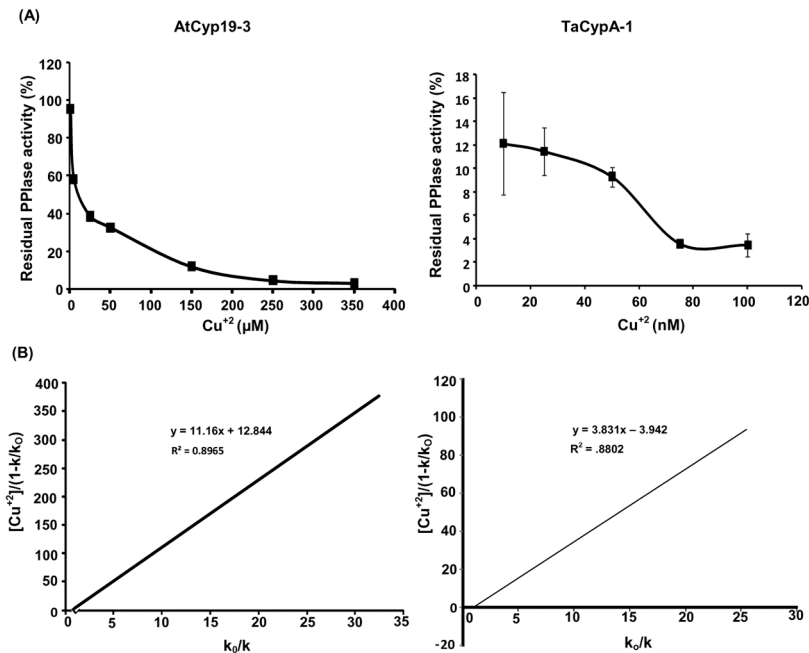 (A)
AtCyp19-3
TaCypA-1
Residual PPIase activity (%)
120
100
80
60
40
20
0
0 50 100 150 200 250 300 350 400
Cu+2 (µM)
Residual PPIase activity (%)
18
16
14
12
10
8
6
4
2
0
0 20 40 60 80 100 120
Cu+2 (nM)
(B)
[Cu+2]/(1-k/kO)
400
350
300
250
200
150
100
50
0
y = 11.16x + 12.844
R² = 0.8965
0 5 10 15 20 25 30 35
k0/k
[Cu+2]/(1-k/kO)
120
100
80
60
40
20
0
-20
y = 3.831x – 3.942
R2 = .8802
0 5 10 15 20 25 30
ko/k